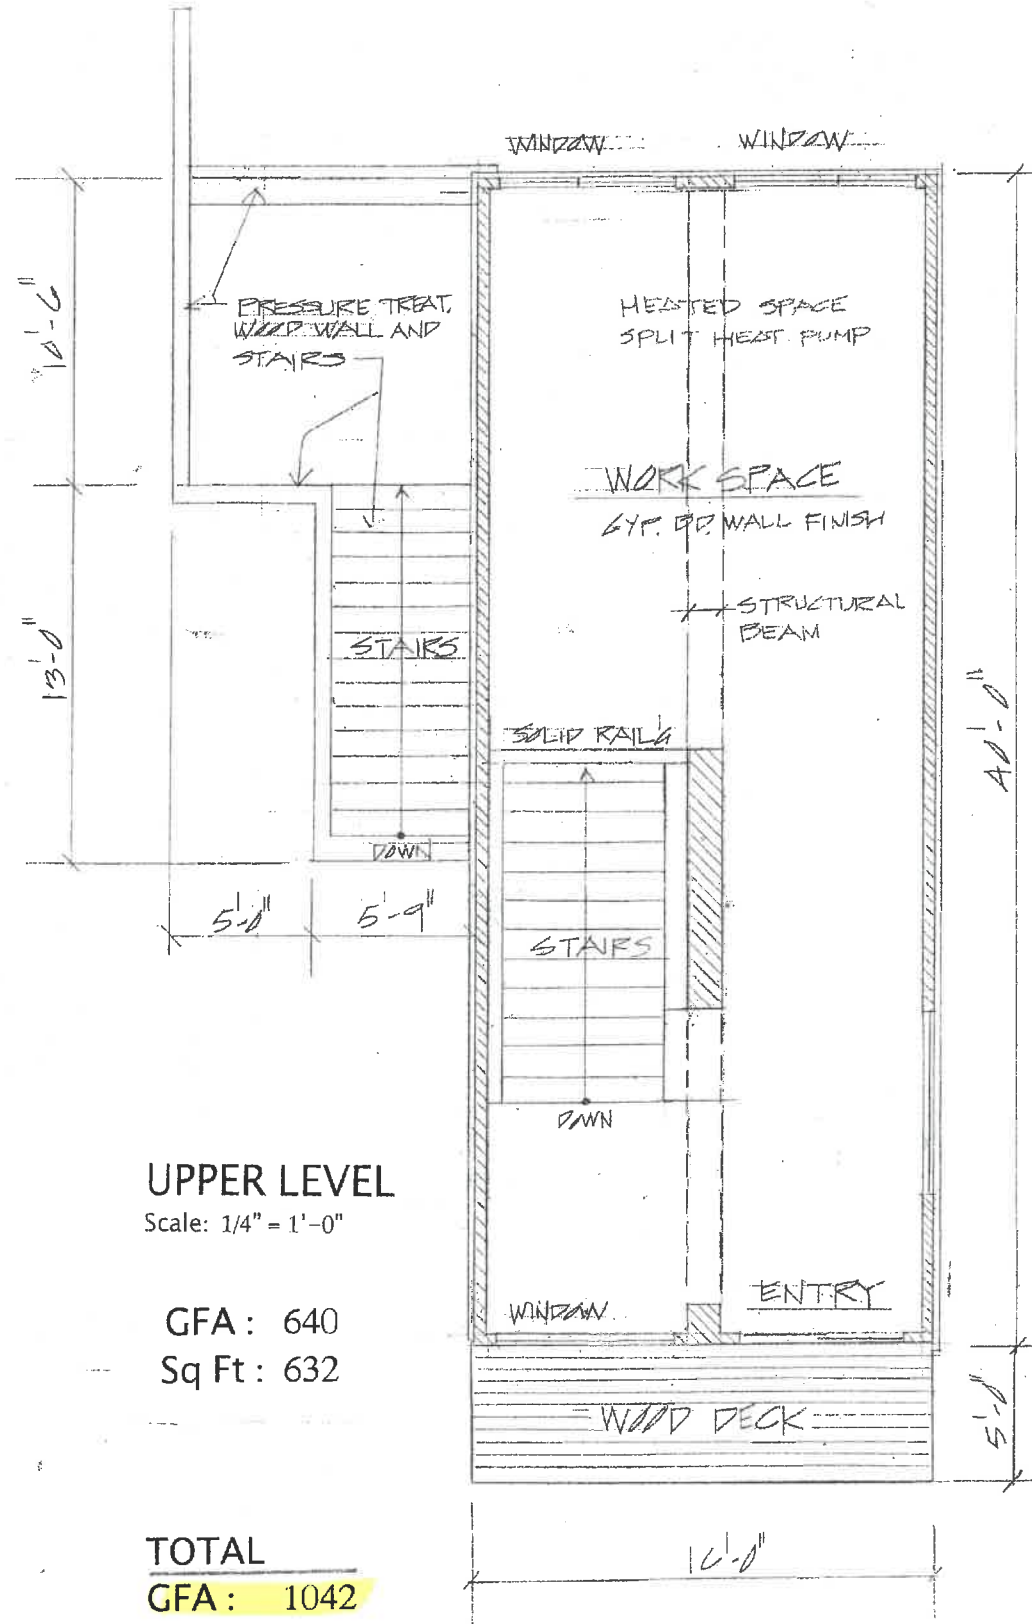 WINDOW
WINDOW
10'-6"
PRESSURE TREAT.
WOOD WALL AND
STAIRS
HEATED SPACE
SPLIT HEAT PUMP
WORK SPACE
GYP. BD. WALL FINISH
STRUCTURAL
BEAM
13'-0"
STAIRS
40'-0"
SOLID RAIL'G
DOWN
5'-0"
5'-9"
STAIRS
DOWN
UPPER LEVEL
Scale: 1/4" = 1'-0"
GFA : 640
Sq Ft : 632
WINDOW
ENTRY
WOOD DECK
5'-0"
TOTAL
GFA : 1042
16'-0"